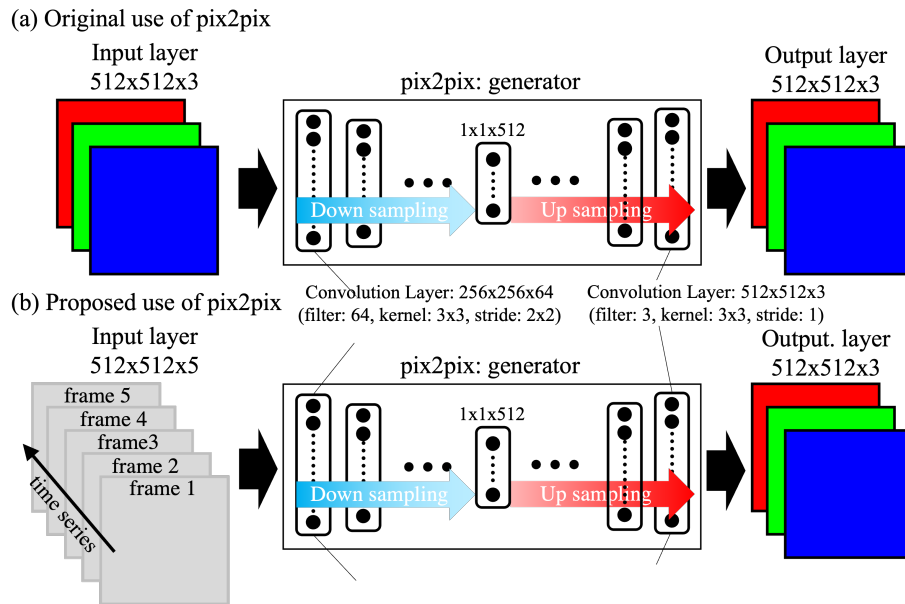 (a) Original use of pix2pix
Input layer
512x512x3
pix2pix: generator
Output layer
512x512x3
1x1x512
Down sampling
Up sampling
Convolution Layer: 256x256x64
(filter: 64, kernel: 3x3, stride: 2x2)
Convolution Layer: 512x512x3
(filter: 3, kernel: 3x3, stride: 1)
(b) Proposed use of pix2pix
Input layer
512x512x5
pix2pix: generator
Output. layer
512x512x3
frame 5
frame 4
frame3
frame 2
frame 1
time series
1x1x512
Down sampling
Up sampling